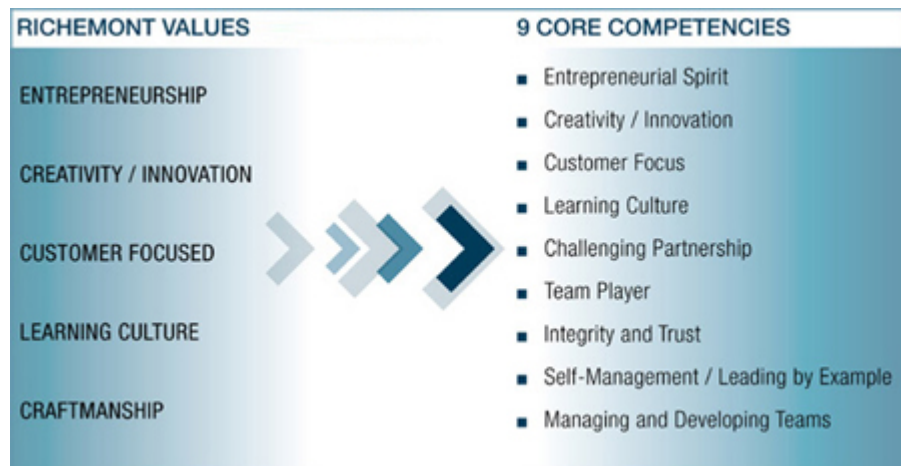 RICHEMONT VALUES
ENTREPRENEURSHIP
CREATIVITY / INNOVATION
CUSTOMER FOCUSED
LEARNING CULTURE
CRAFTMANSHIP
9 CORE COMPETENCIES
■ Entrepreneurial Spirit
■ Creativity / Innovation
■ Customer Focus
■ Learning Culture
■ Challenging Partnership
■ Team Player
■ Integrity and Trust
■ Self-Management / Leading by Example
■ Managing and Developing Teams